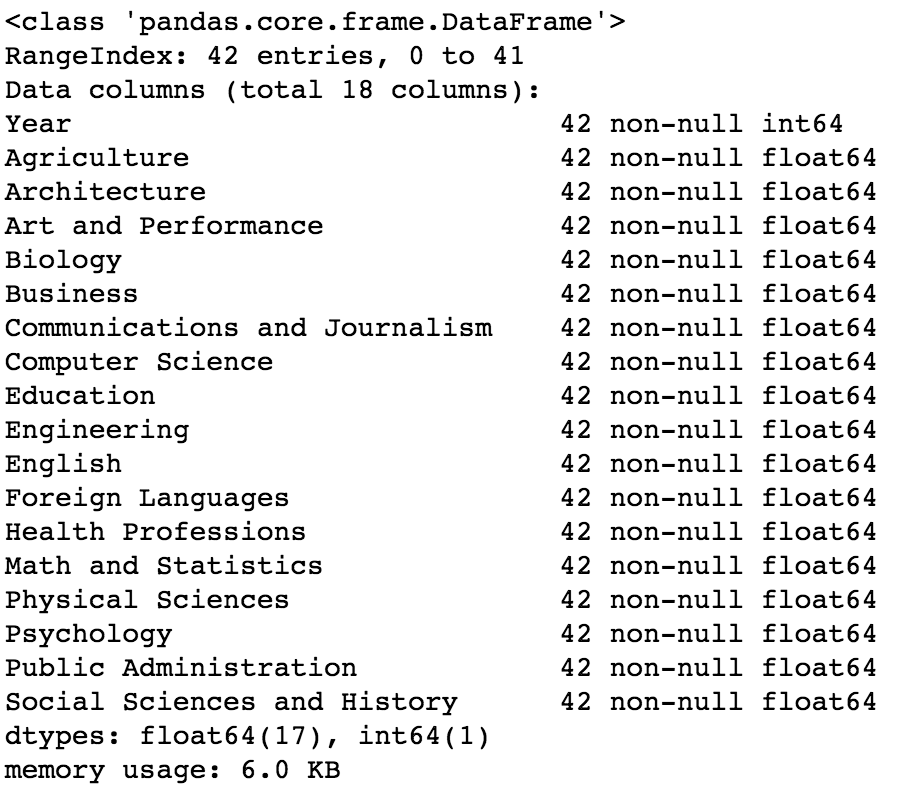 <class 'pandas.core.frame.DataFrame'>
RangeIndex: 42 entries, 0 to 41
Data columns (total 18 columns):
Year                             42 non-null int64
Agriculture                      42 non-null float64
Architecture                     42 non-null float64
Art and Performance              42 non-null float64
Biology                          42 non-null float64
Business                         42 non-null float64
Communications and Journalism    42 non-null float64
Computer Science                 42 non-null float64
Education                        42 non-null float64
Engineering                      42 non-null float64
English                          42 non-null float64
Foreign Languages                42 non-null float64
Health Professions               42 non-null float64
Math and Statistics              42 non-null float64
Physical Sciences                42 non-null float64
Psychology                       42 non-null float64
Public Administration            42 non-null float64
Social Sciences and History      42 non-null float64
dtypes: float64(17), int64(1)
memory usage: 6.0 KB